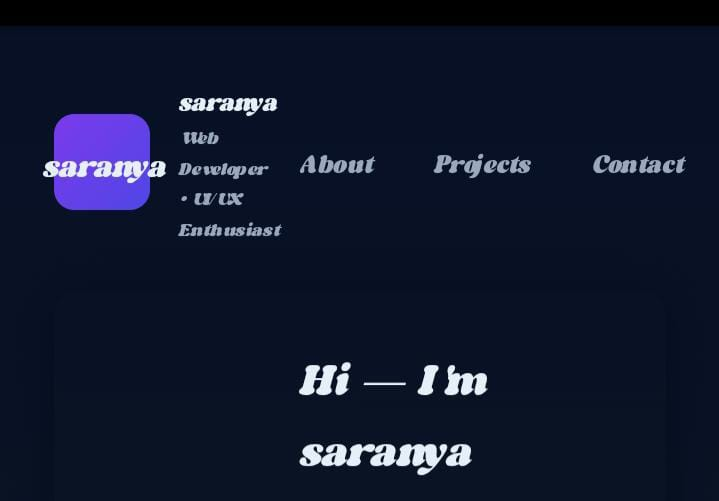 saranya
saranya
Web
Developer
• UI/UX
Enthusiast
About
Projects
Contact
Hi — I'm
saranya